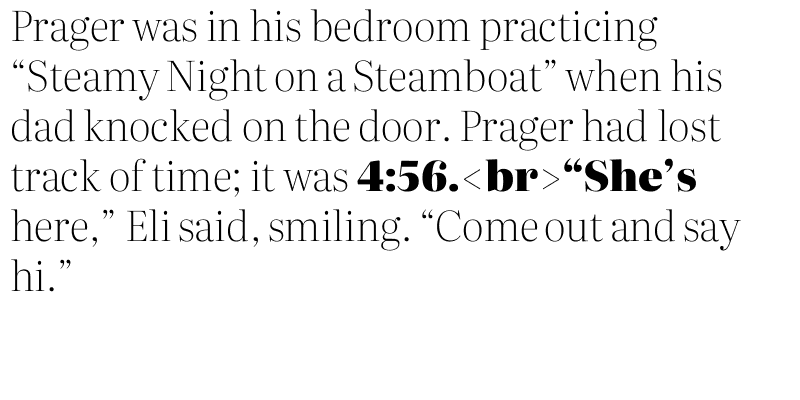 Prager was in his bedroom practicing
“Steamy Night on a Steamboat” when his
dad knocked on the door. Prager had lost
track of time; it was 4:56.<br>“She’s
here,” Eli said, smiling. “Come out and say
hi.”